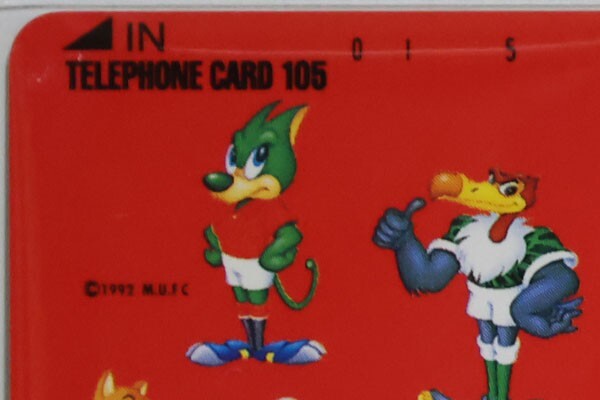 IN
0 1 5
TELEPHONE CARD 105
©1992 M.U.F.C